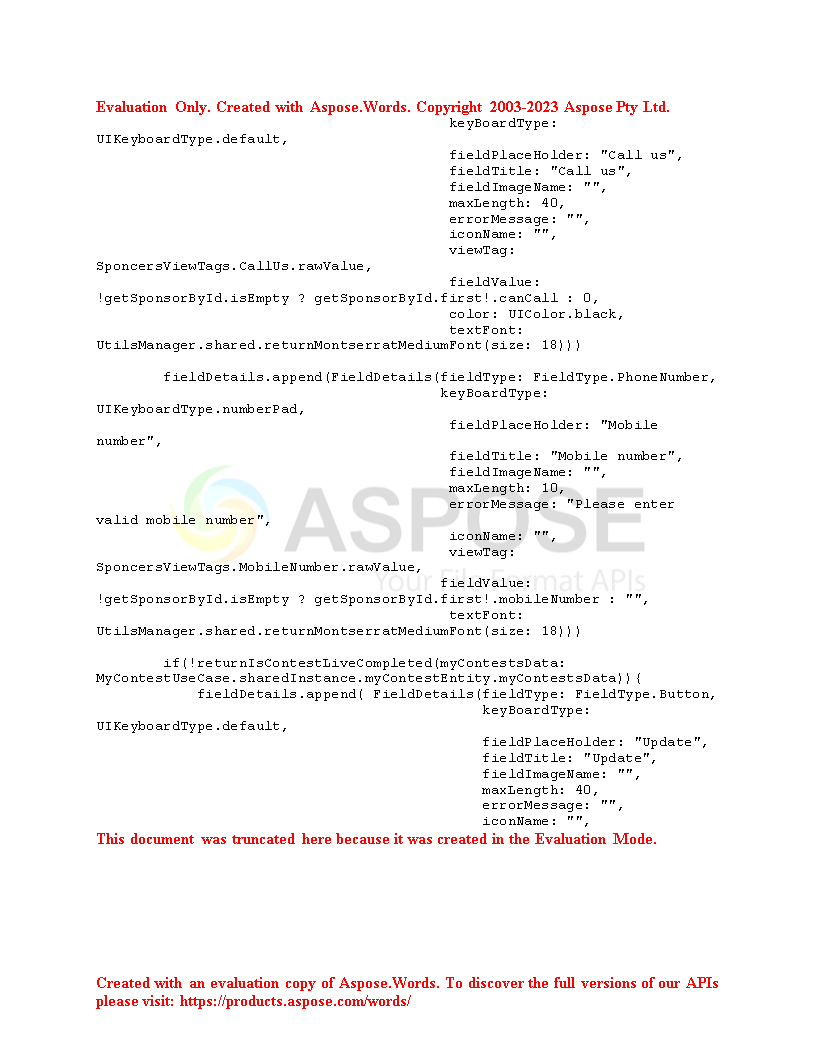 Evaluation Only. Created with Aspose.Words. Copyright 2003-2023 Aspose Pty Ltd.
keyBoardType:
UIKeyboardType.default,
fieldPlaceHolder: "Call us",
fieldTitle: "Call us",
fieldImageName: "",
maxLength: 40,
errorMessage: "",
iconName: "",
viewTag:
SponcersViewTags.CallUs.rawValue,
fieldValue:
!getSponsorById.isEmpty ? getSponsorById.first!.canCall : 0,
color: UIColor.black,
textFont:
UtilsManager.shared.returnMontserratMediumFont(size: 18)))
fieldDetails.append(FieldDetails(fieldType: FieldType.PhoneNumber,
keyBoardType:
UIKeyboardType.numberPad,
fieldPlaceHolder: "Mobile
number",
fieldTitle: "Mobile number",
fieldImageName: "",
maxLength: 10,
errorMessage: "Please enter
valid mobile number",
iconName: "",
viewTag:
SponcersViewTags.MobileNumber.rawValue,
fieldValue:
!getSponsorById.isEmpty ? getSponsorById.first!.mobileNumber : "",
textFont:
UtilsManager.shared.returnMontserratMediumFont(size: 18)))
if(!returnIsContestLiveCompleted(myContestsData:
MyContestUseCase.sharedInstance.myContestEntity.myContestsData)){
fieldDetails.append( FieldDetails(fieldType: FieldType.Button,
keyBoardType:
UIKeyboardType.default,
fieldPlaceHolder: "Update",
fieldTitle: "Update",
fieldImageName: "",
maxLength: 40,
errorMessage: "",
iconName: "",
This document was truncated here because it was created in the Evaluation Mode.
ASPOSE
Your File Format APIs
Created with an evaluation copy of Aspose.Words. To discover the full versions of our APIs
please visit: https://products.aspose.com/words/